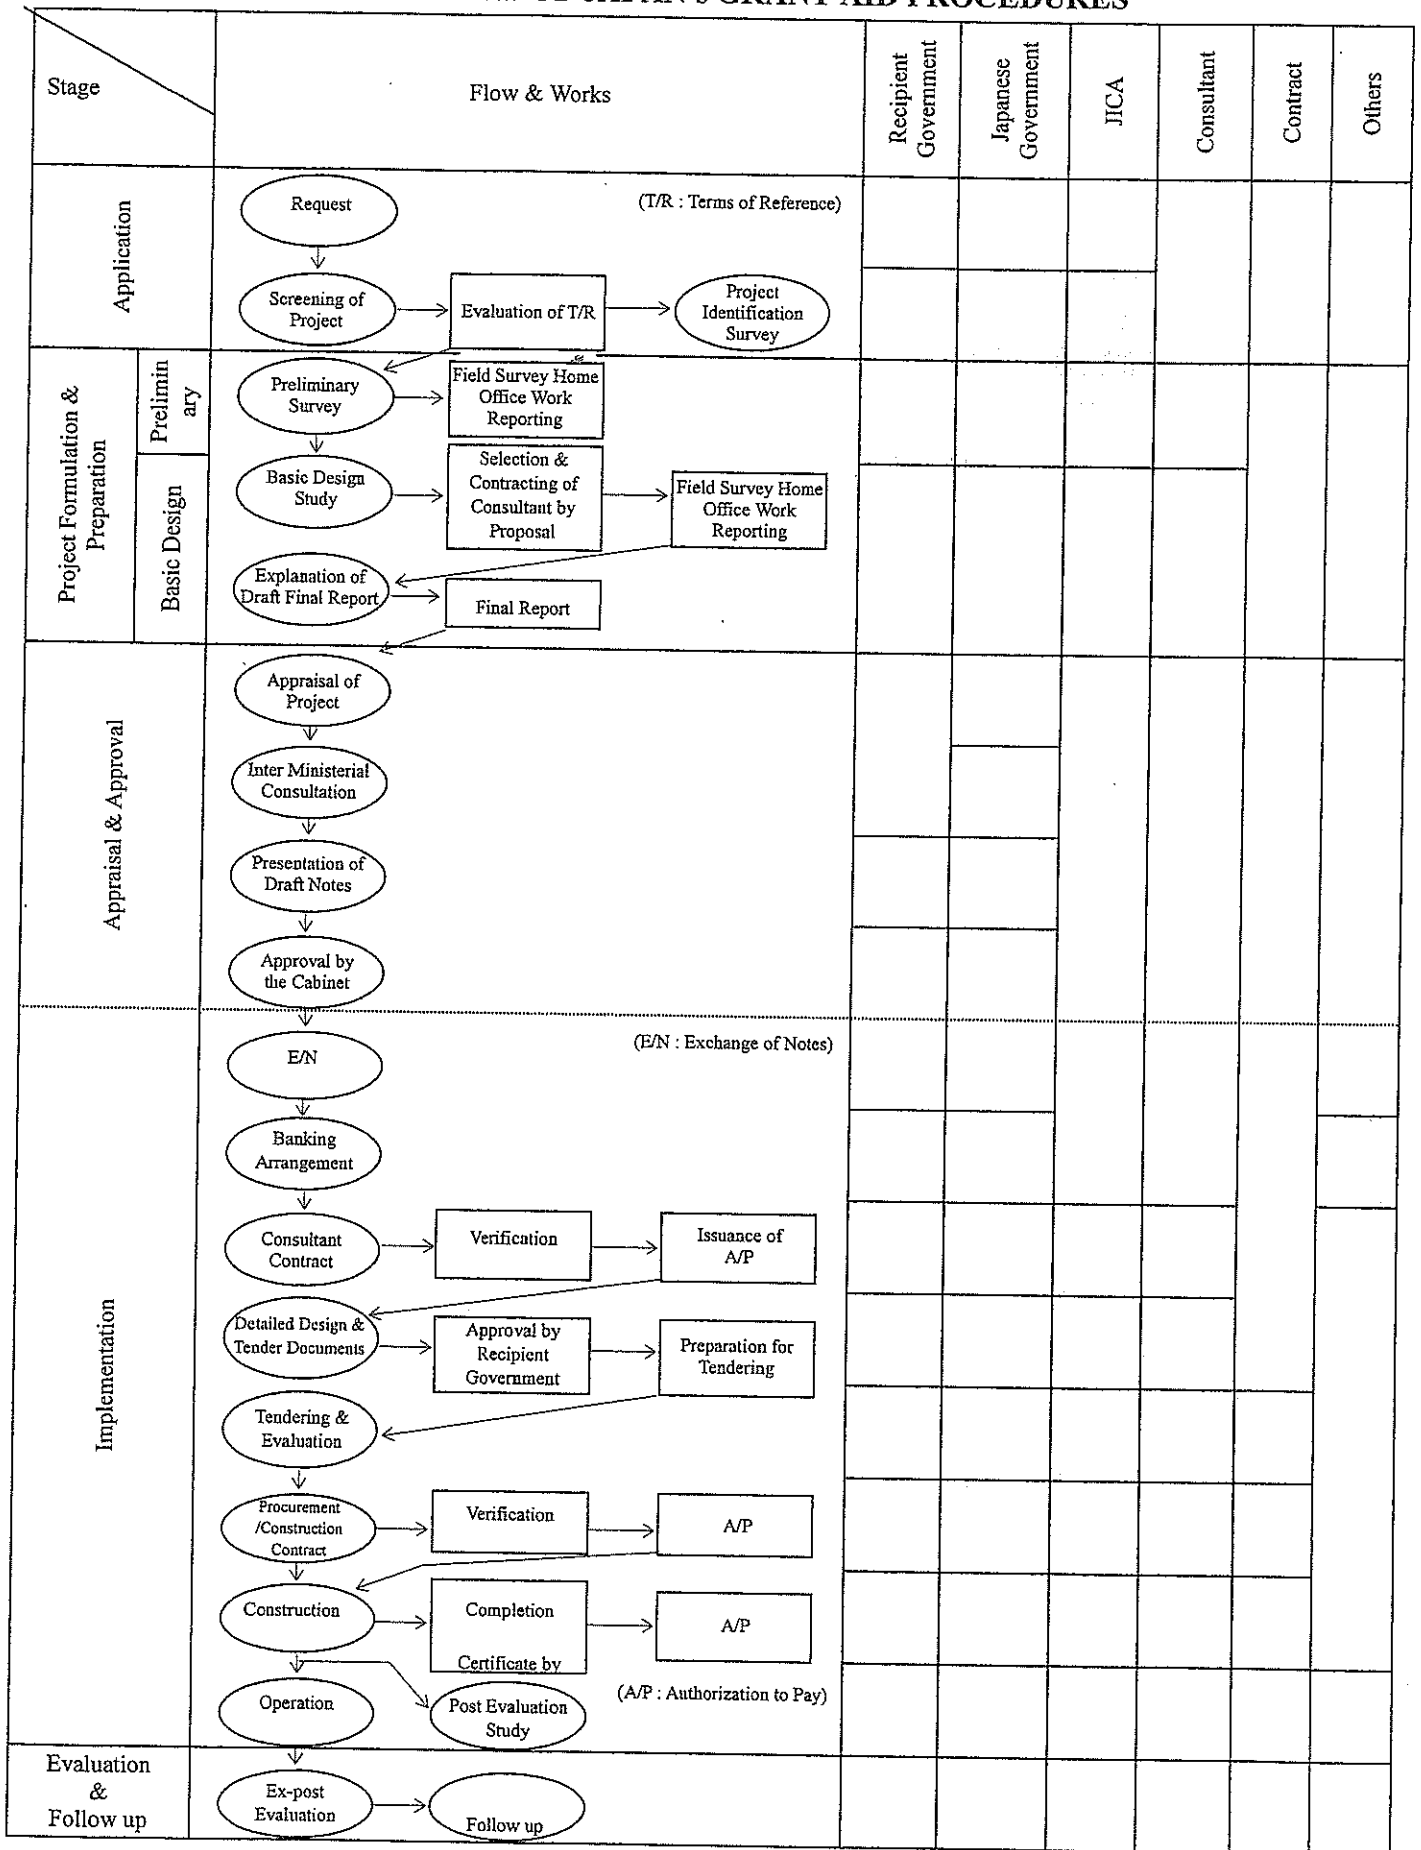 JAPAN'S GRANT AID PROCEDURES
Stage
Flow & Works
Recipient
Government
Japanese
Government
JICA
Consultant
Contract
Others
Application
Request
(T/R : Terms of Reference)
Screening of
Project
Evaluation of T/R
Project
Identification
Survey
Project Formulation &
Preparation
Prelimin
ary
Preliminary
Survey
Field Survey Home
Office Work
Reporting
Basic Design
Basic Design
Study
Selection &
Contracting of
Consultant by
Proposal
Field Survey Home
Office Work
Reporting
Explanation of
Draft Final Report
Final Report
Appraisal & Approval
Appraisal of
Project
Inter Ministerial
Consultation
Presentation of
Draft Notes
Approval by
the Cabinet
Implementation
E/N
(E/N : Exchange of Notes)
Banking
Arrangement
Consultant
Contract
Verification
Issuance of
A/P
Detailed Design &
Tender Documents
Approval by
Recipient
Government
Preparation for
Tendering
Tendering &
Evaluation
Procurement
/Construction
Contract
Verification
A/P
Construction
Completion
Certificate by
A/P
Operation
Post Evaluation
Study
(A/P : Authorization to Pay)
Evaluation
&
Follow up
Ex-post
Evaluation
Follow up